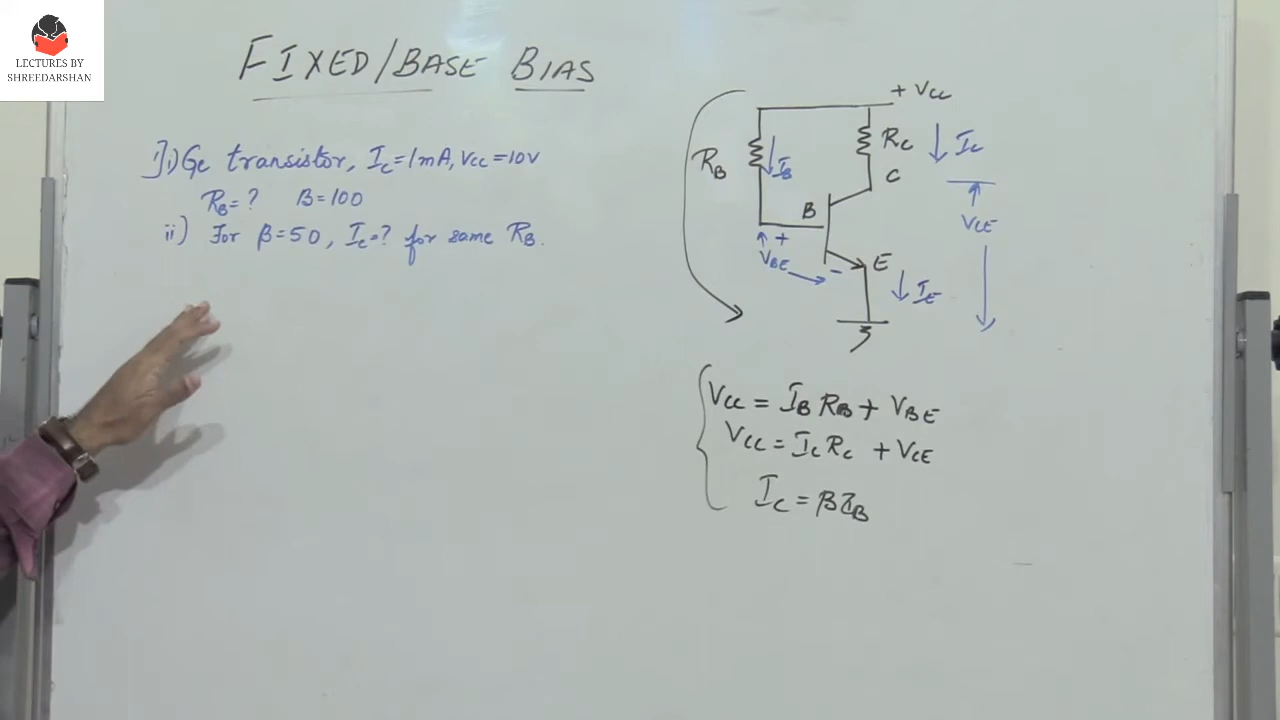 LECTURES BY
SHREEDARSHAN
FIXED/BASE BIAS
1) i) Ge transistor, IC = 1mA, VCC = 10V
RB = ? β = 100
ii) For β = 50, IC = ? for same RB.
+ VCC
RB
IB
RC
IC
C
B
VCE
+
VBE
-
E
IE
VCC = IB RB + VBE
VCC = IC RC + VCE
IC = βIB